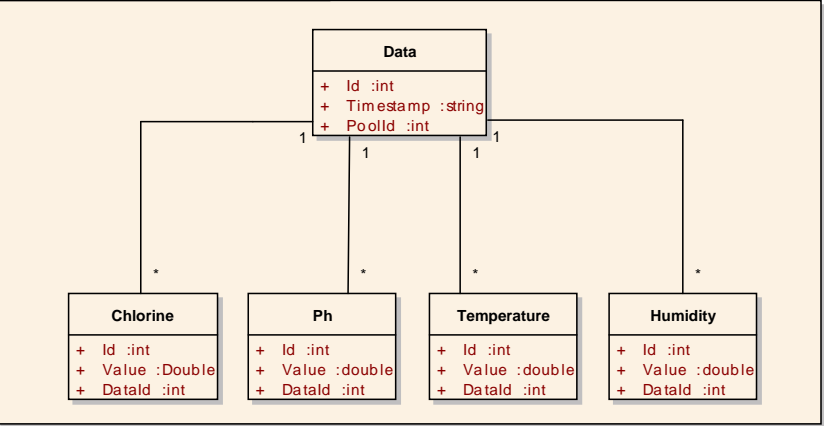 Data
+ Id :int
+ Timestamp :string
+ PoolId :int
1
1
1
1
*
*
*
*
Chlorine
+ Id :int
+ Value :Double
+ DataId :int
Ph
+ Id :int
+ Value :double
+ DataId :int
Temperature
+ Id :int
+ Value :double
+ DataId :int
Humidity
+ Id :int
+ Value :double
+ DataId :int